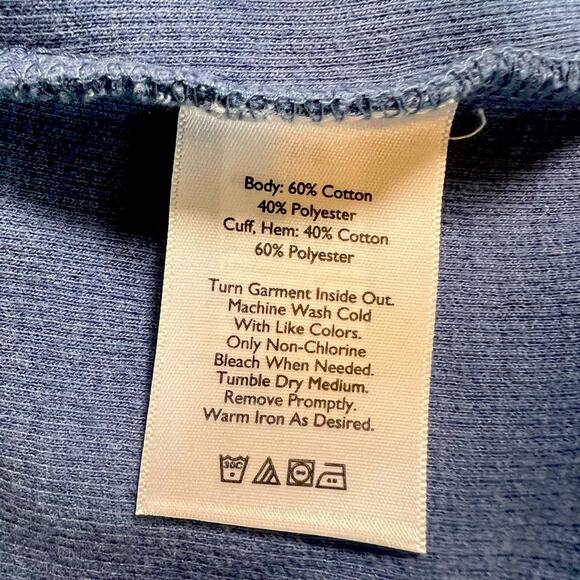 Body: 60% Cotton
40% Polyester
Cuff, Hem: 40% Cotton
60% Polyester
Turn Garment Inside Out.
Machine Wash Cold
With Like Colors.
Only Non-Chlorine
Bleach When Needed.
Tumble Dry Medium.
Remove Promptly.
Warm Iron As Desired.
30C